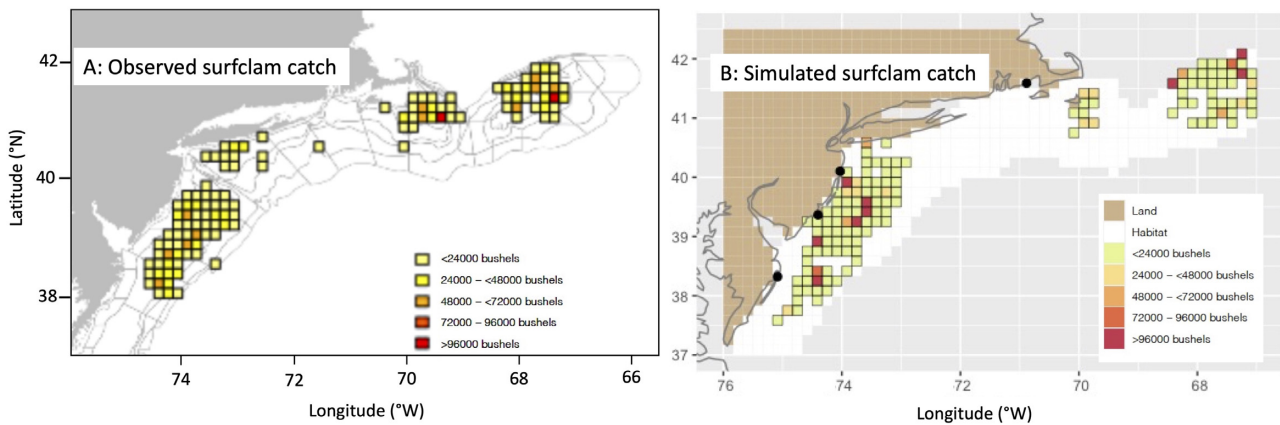 A: Observed surfclam catch
42
40
38
Latitude (°N)
<24000 bushels
24000 – <48000 bushels
48000 – <72000 bushels
72000 – 96000 bushels
>96000 bushels
74
72
70
68
66
Longitude (°W)
B: Simulated surfclam catch
42
41
40
39
38
37
Land
Habitat
<24000 bushels
24000 – <48000 bushels
48000 – <72000 bushels
72000 – 96000 bushels
>96000 bushels
76
74
72
70
68
Longitude (°W)